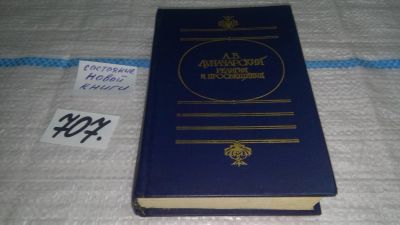 состояние
новой
книги
707.
А.В.
ЛУНАЧАРСКИЙ
РЕЛИГИЯ
И ПРОСВЕЩЕНИЕ